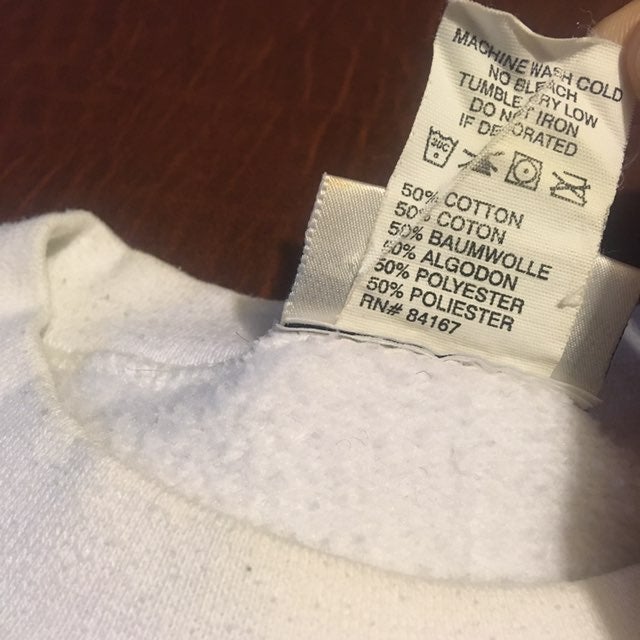 MACHINE WASH COLD
NO BLEACH
TUMBLE DRY LOW
DO NOT IRON
IF DECORATED
30C
50% COTTON
50% COTON
50% BAUMWOLLE
50% ALGODON
50% POLYESTER
50% POLIESTER
RN# 84167